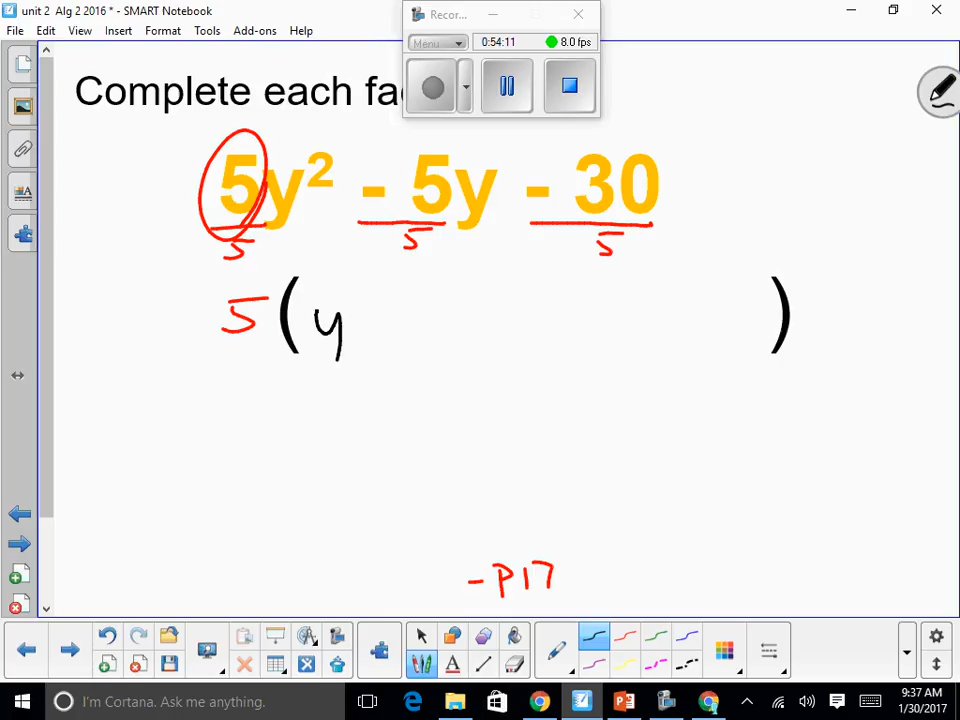 unit 2 Alg 2 2016 * - SMART Notebook
Recor...
File Edit View Insert Format Tools Add-ons Help
Menu 0:54:11 8.0 fps
Complete each fac
5y² - 5y - 30
5 5 5
5 ( y )
-P17
I'm Cortana. Ask me anything.
9:37 AM
1/30/2017